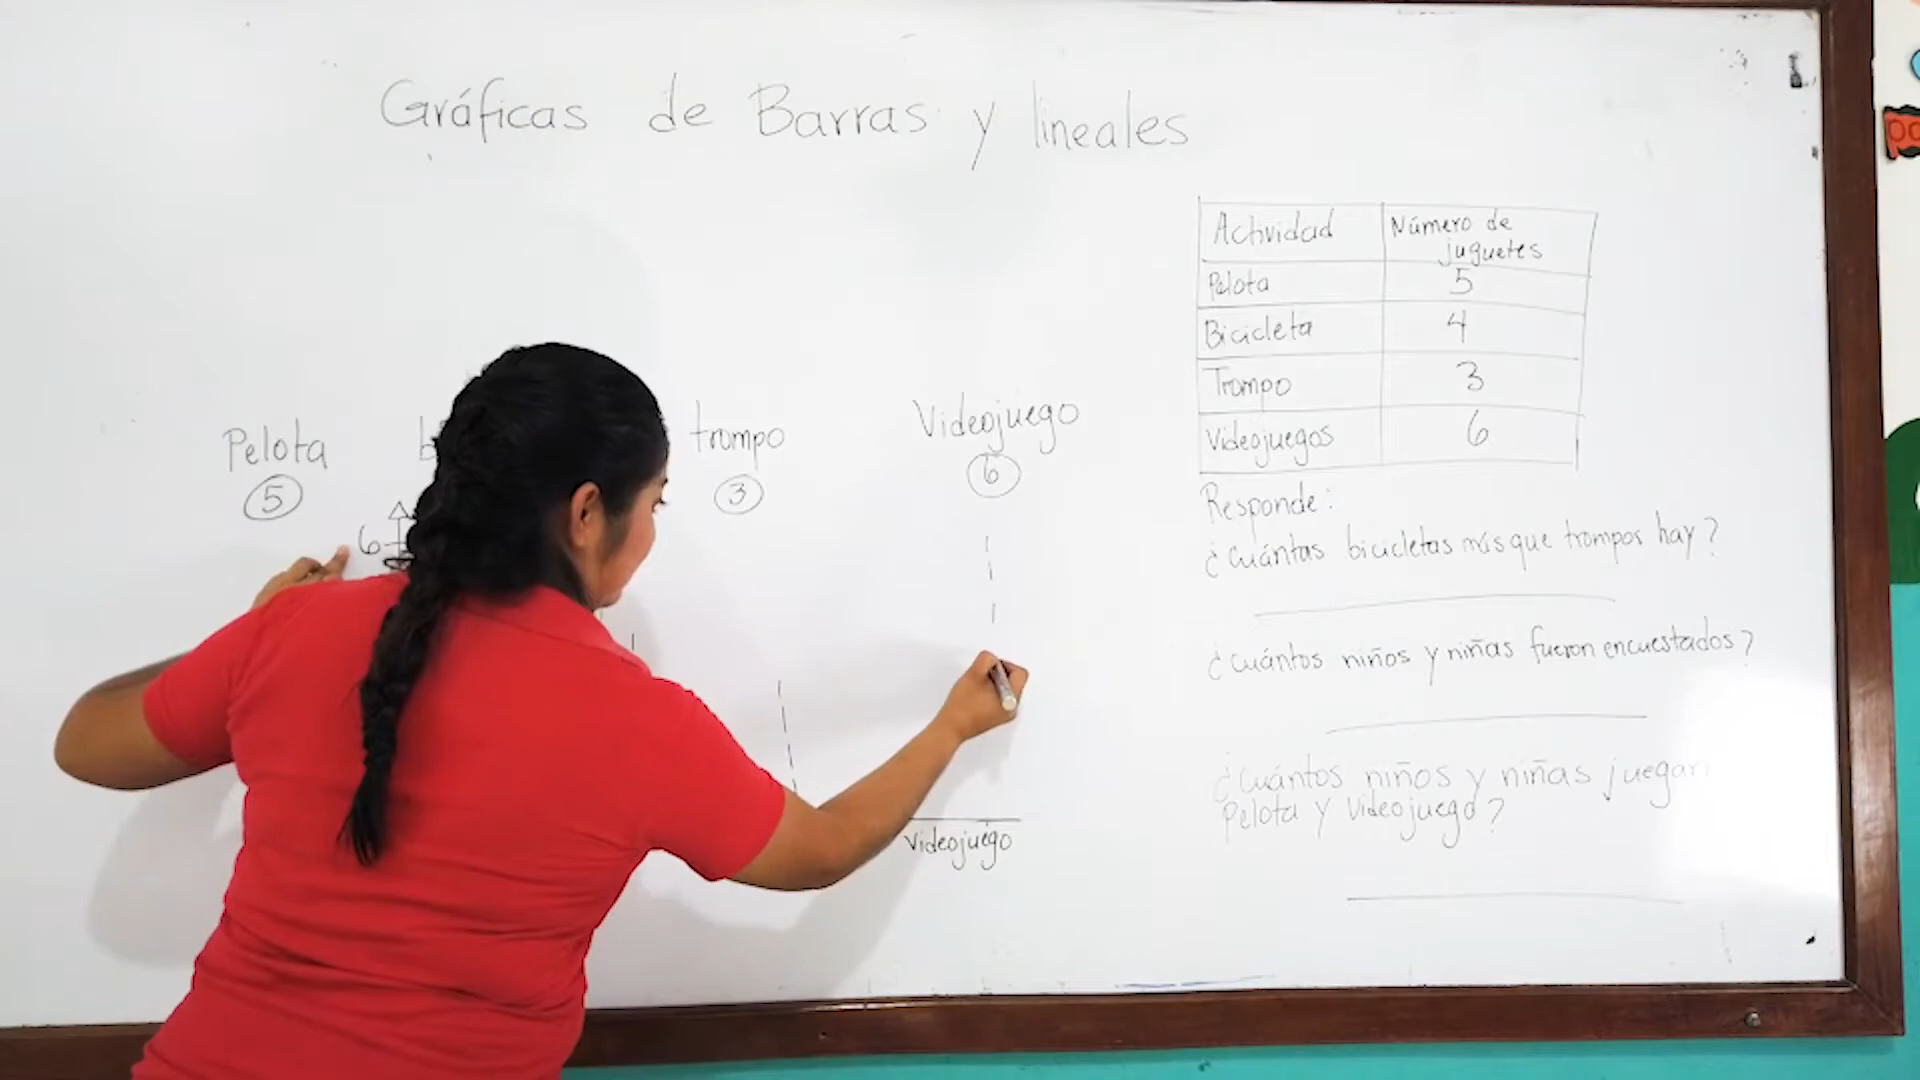 Gráficas de Barras y lineales
Actividad Número de juguetes
Pelota 5
Bicicleta 4
Trompo 3
Videojuegos 6
Pelota trompo Videojuego
5 3 6
6
videojuego
Responde:
¿cuántas bicicletas más que trompos hay?
¿cuántos niños y niñas fueron encuestados?
¿cuántos niños y niñas juegan
Pelota y Videojuego?